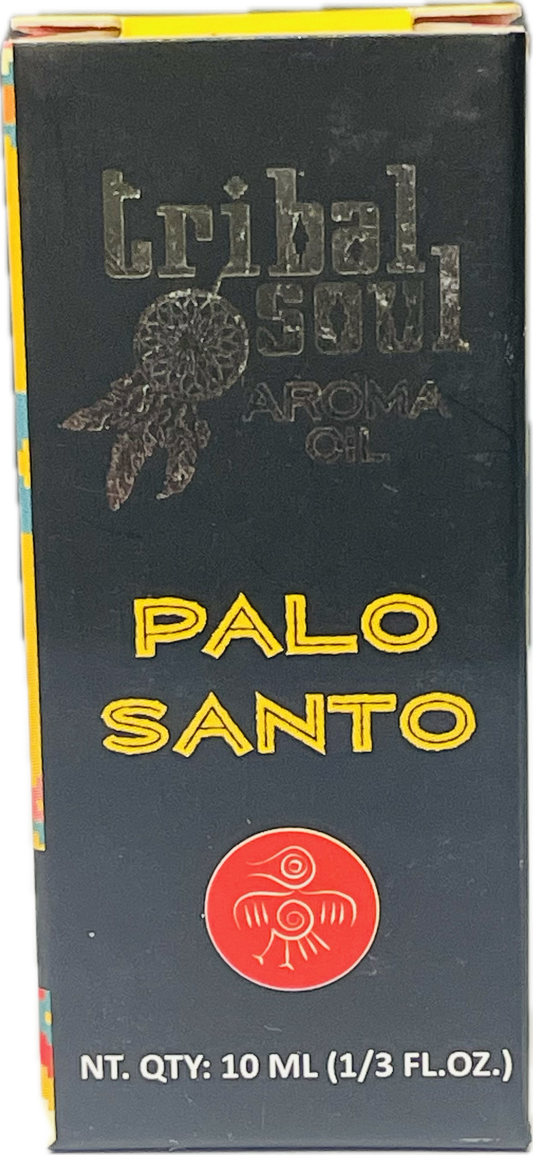 tribal
soul
AROMA
OIL
PALO
SANTO
NT. QTY: 10 ML (1/3 FL.OZ.)